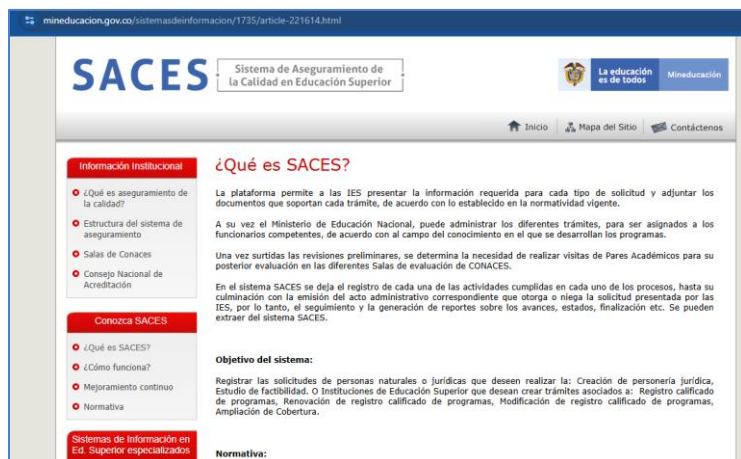 mineducacion.gov.co/sistemasdeinformacion/1735/article-221614.html
SACES
Sistema de Aseguramiento de
la Calidad en Educación Superior
La educación
es de todos
Mineducación
Inicio
Mapa del Sitio
Contáctenos
Información Institucional
¿Qué es aseguramiento de
la calidad?
Estructura del sistema de
aseguramiento
Salas de Conaces
Consejo Nacional de
Acreditación
Conozca SACES
¿Qué es SACES?
¿Cómo funciona?
Mejoramiento continuo
Normativa
Sistemas de Información en
Ed. Superior especializados
¿Qué es SACES?
La plataforma permite a las IES presentar la información requerida para cada tipo de solicitud y adjuntar los
documentos que soportan cada trámite, de acuerdo con lo establecido en la normatividad vigente.
A su vez el Ministerio de Educación Nacional, puede administrar los diferentes trámites, para ser asignados a los
funcionarios competentes, de acuerdo con al campo del conocimiento en el que se desarrollan los programas.
Una vez surtidas las revisiones preliminares, se determina la necesidad de realizar visitas de Pares Académicos para su
posterior evaluación en las diferentes Salas de evaluación de CONACES.
En el sistema SACES se deja el registro de cada una de las actividades cumplidas en cada uno de los procesos, hasta su
culminación con la emisión del acto administrativo correspondiente que otorga o niega la solicitud presentada por las
IES, por lo tanto, el seguimiento y la generación de reportes sobre los avances, estados, finalización etc. Se pueden
extraer del sistema SACES.
Objetivo del sistema:
Registrar las solicitudes de personas naturales o jurídicas que deseen realizar la: Creación de personería jurídica,
Estudio de factibilidad. O Instituciones de Educación Superior que desean crear trámites asociados a: Registro calificado
de programas, Renovación de registro calificado de programas, Modificación de registro calificado de programas,
Ampliación de Cobertura.
Normativa: